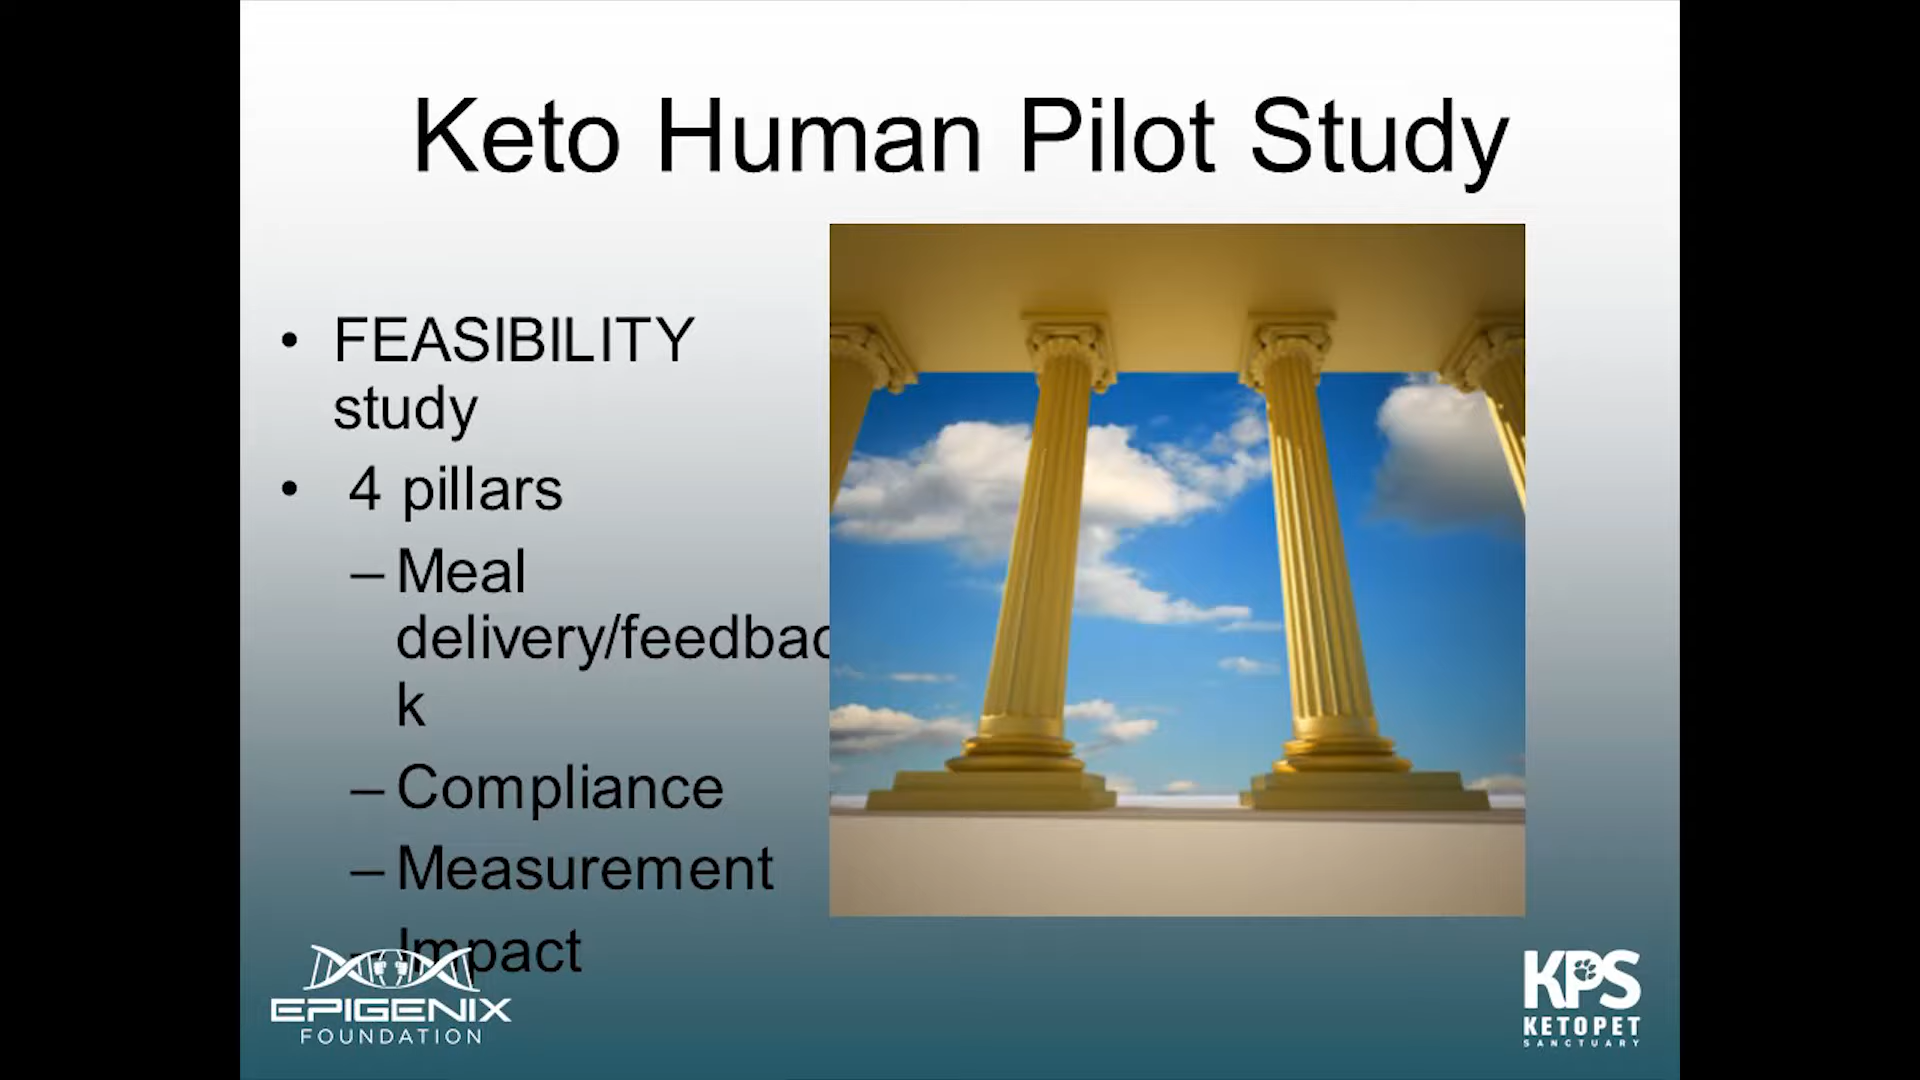 Keto Human Pilot Study
• FEASIBILITY
study
• 4 pillars
– Meal
delivery/feedbac
k
– Compliance
– Measurement
– Impact
EPIGENIX
FOUNDATION
KPS
KETOPET
SANCTUARY